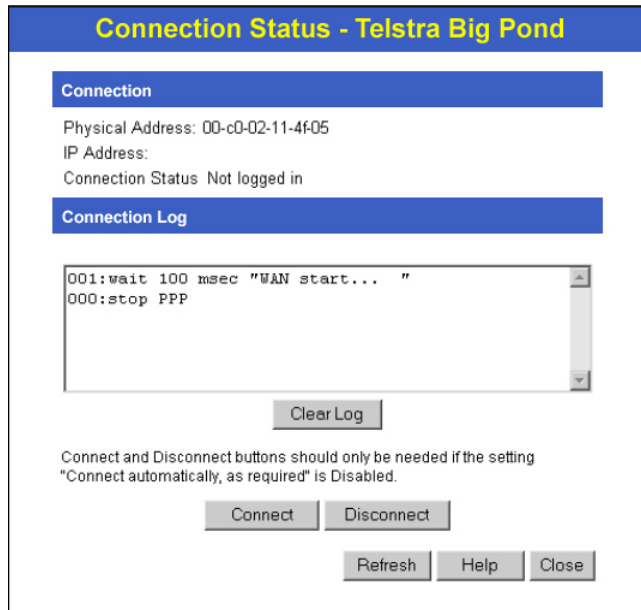 Connection Status - Telstra Big Pond
Connection
Physical Address: 00-c0-02-11-4f-05
IP Address:
Connection Status  Not logged in
Connection Log
001:wait 100 msec "WAN start...  "
000:stop PPP
Clear Log
Connect and Disconnect buttons should only be needed if the setting
"Connect automatically, as required" is Disabled.
Connect Disconnect
Refresh Help Close